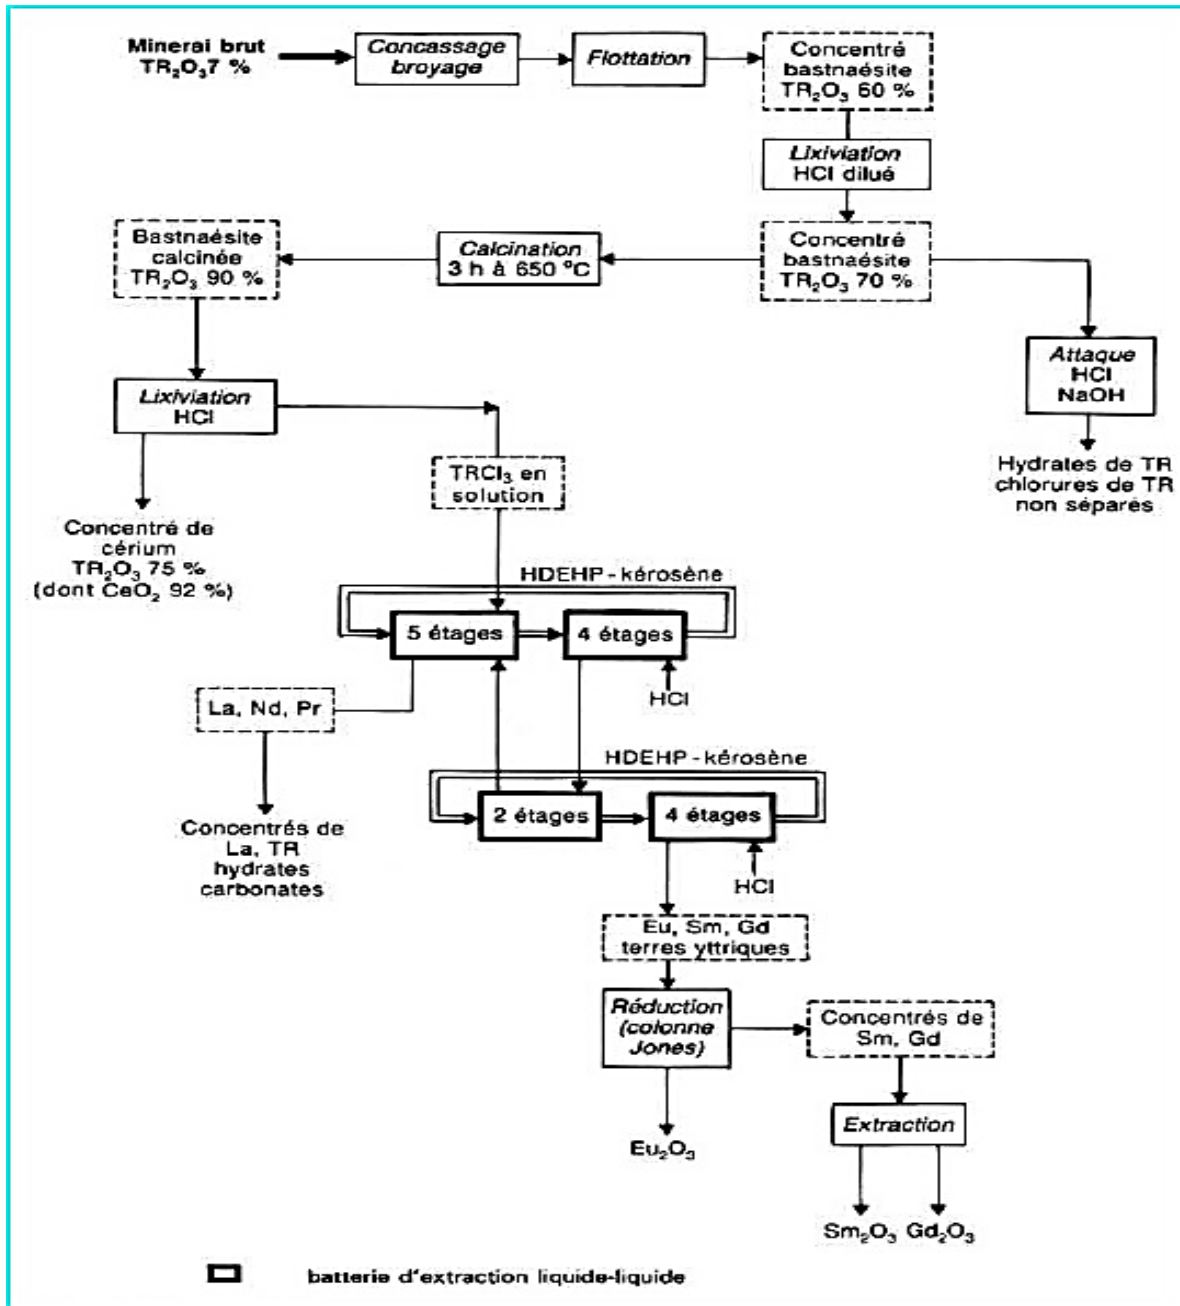 Minerai brut
TR₂O₃7 %
Concassage
broyage
Flottation
Concentré
bastnaésite
TR₂O₃ 60 %
Lixiviation
HCl dilué
Bastnaésite
calcinée
TR₂O₃ 90 %
Calcination
3 h à 650 °C
Concentré
bastnaésite
TR₂O₃ 70 %
Attaque
HCl
NaOH
Lixiviation
HCl
TRCl₃ en
solution
Hydrates de TR
chlorures de TR
non séparés
Concentré de
cérium
TR₂O₃ 75 %
(dont CeO₂ 92 %)
HDEHP - kérosène
5 étages
4 étages
HCl
La, Nd, Pr
HDEHP - kérosène
2 étages
4 étages
HCl
Concentrés de
La, TR
hydrates
carbonates
Eu, Sm, Gd
terres yttriques
Réduction
(colonne
Jones)
Concentrés de
Sm, Gd
Extraction
Eu₂O₃
Sm₂O₃ Gd₂O₃
batterie d'extraction liquide-liquide